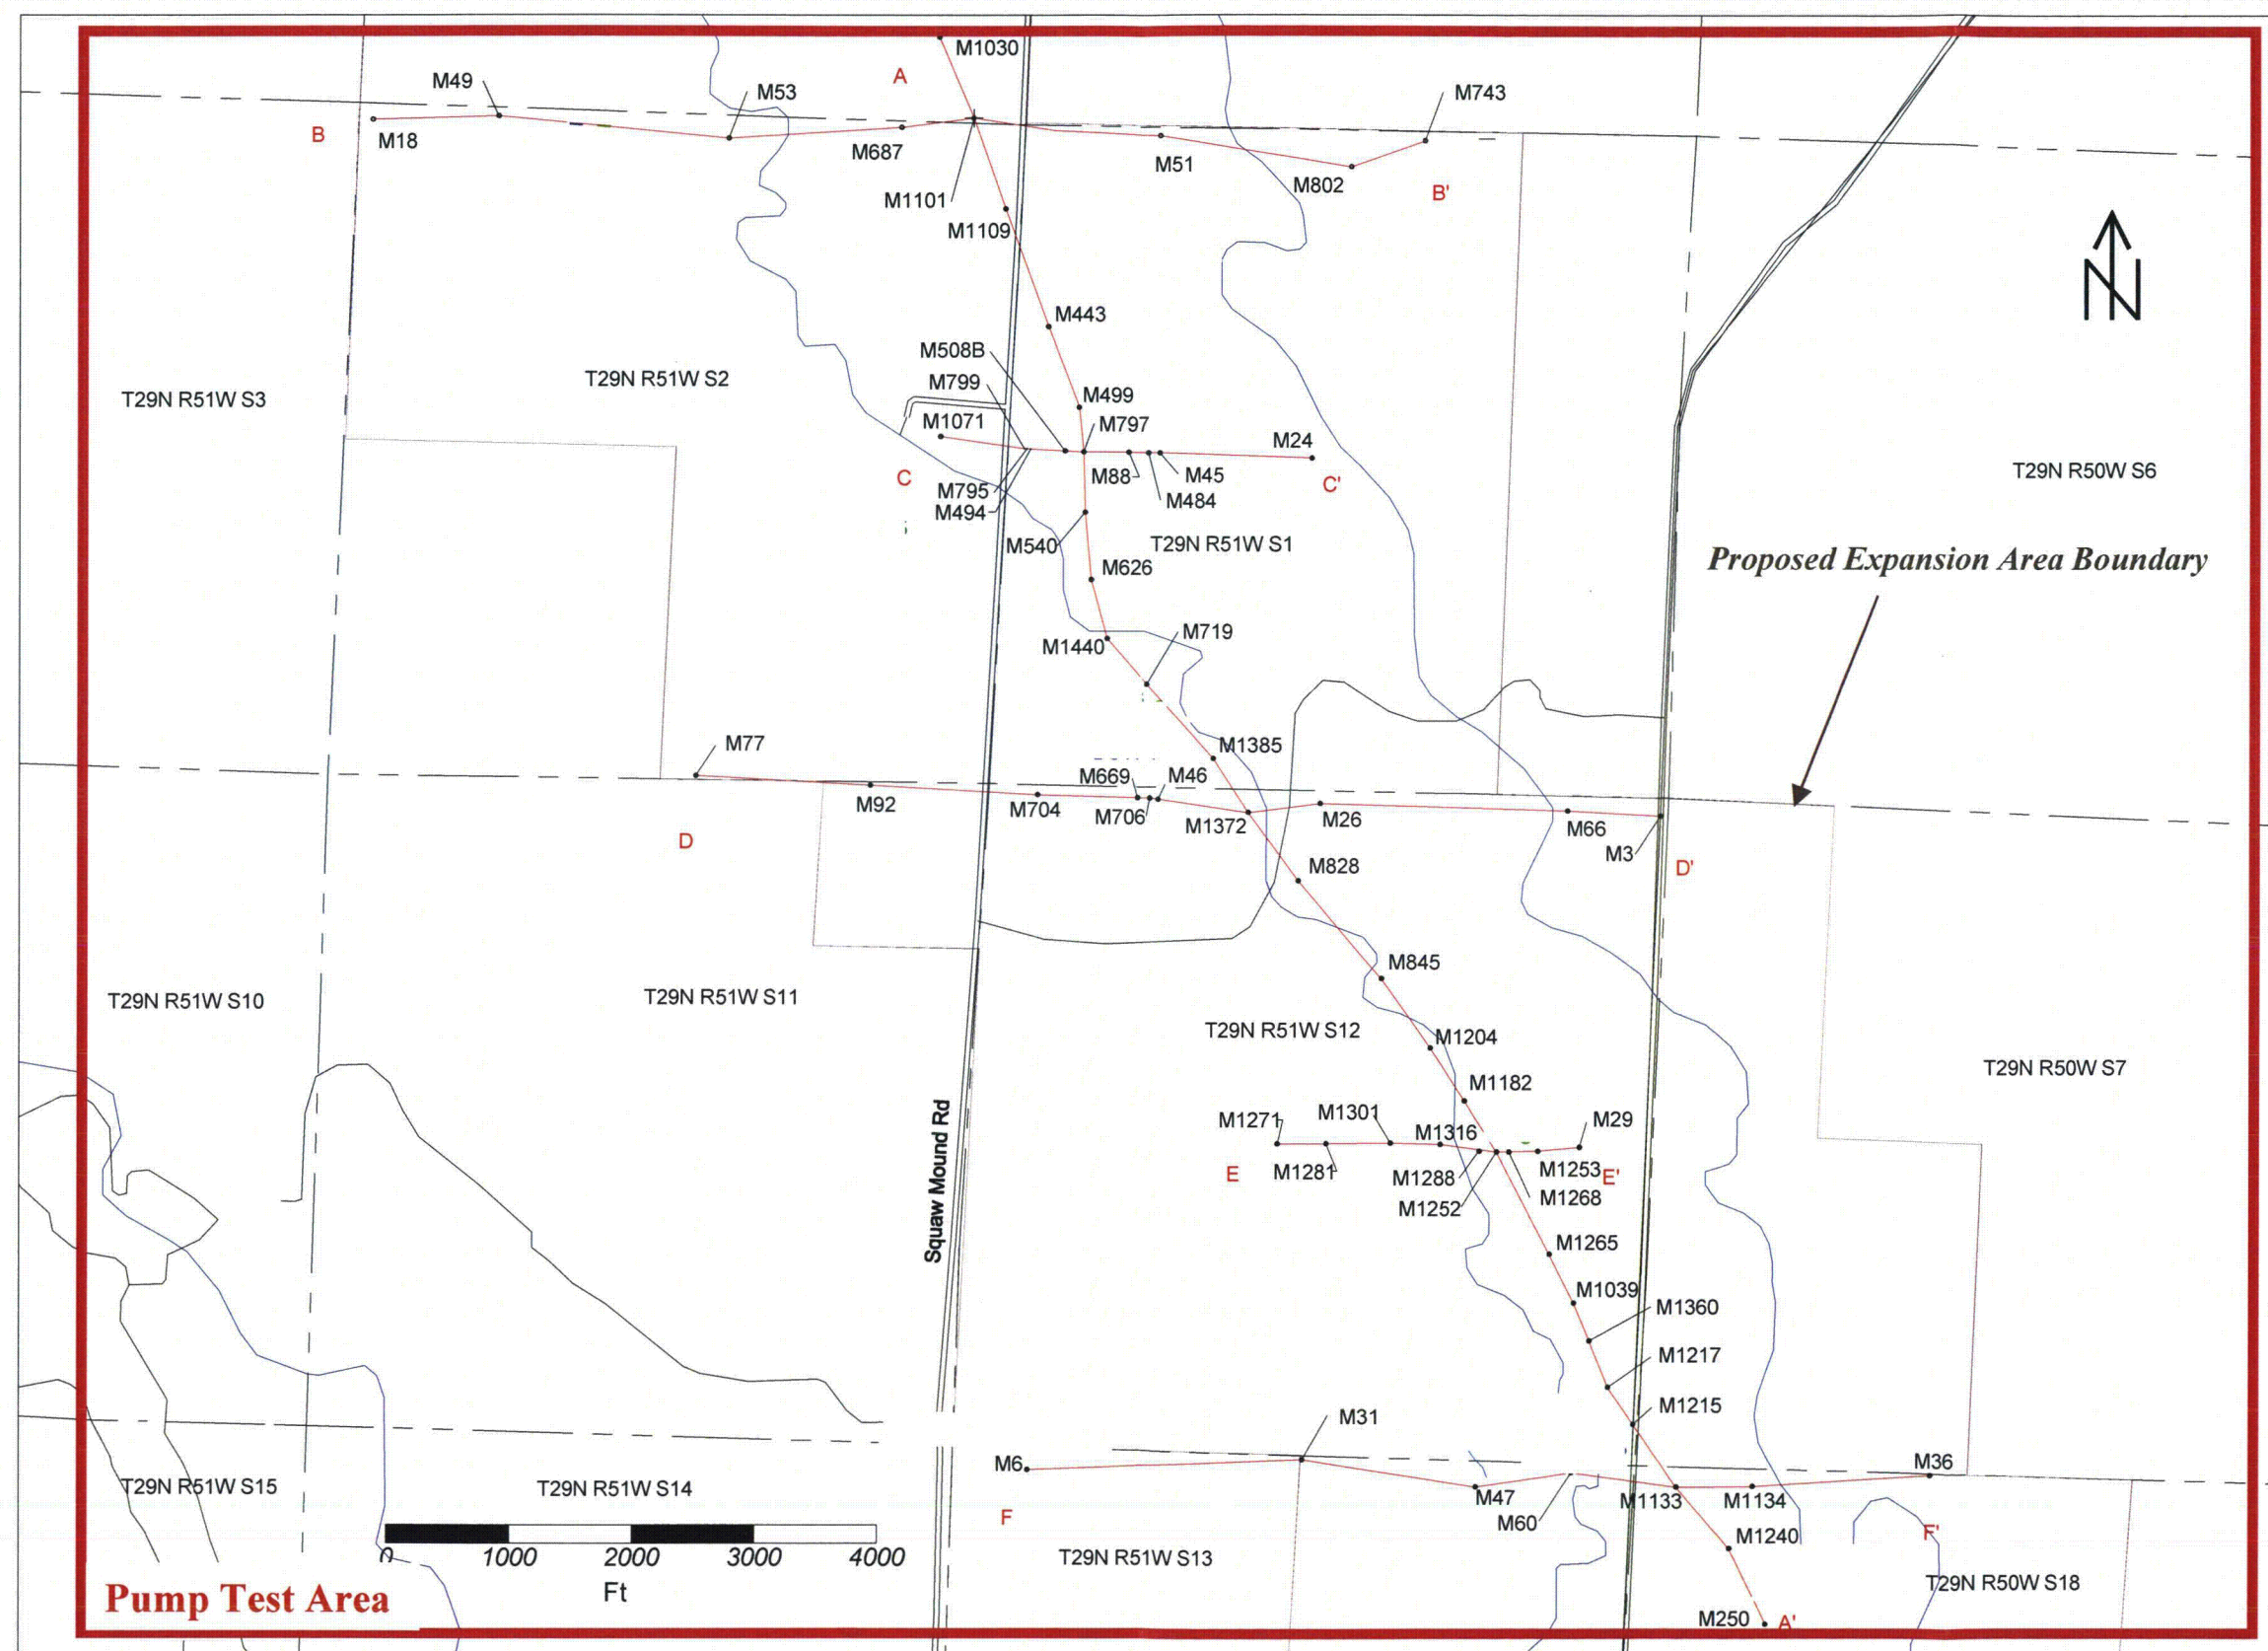 M1030
A
M49
M53
M743
B
M18
M687
M51
M802
B'
M1101
M1109
N
M443
M508B
M799
T29N R51W S2
T29N R51W S3
M499
M1071
M797
M24
C
M88
M45
C'
T29N R50W S6
M795
M484
M494
M540
T29N R51W S1
Proposed Expansion Area Boundary
M626
M719
M1440
M77
M1385
M669
M46
M92
M704
M706
M1372
M26
M66
D
M3
D'
M828
M845
T29N R51W S10
T29N R51W S11
T29N R51W S12
M1204
T29N R50W S7
M1182
M1271
M1301
M1316
M29
E
M1281
M1288
M1253
E'
M1268
M1252
Squaw Mound Rd
M1265
M1039
M1360
M1217
M1215
M31
M6
M36
T29N R51W S15
T29N R51W S14
M47
M1133
M1134
F
M60
F'
M1240
0 1000 2000 3000 4000
Ft
T29N R51W S13
T29N R50W S18
Pump Test Area
M250
A'